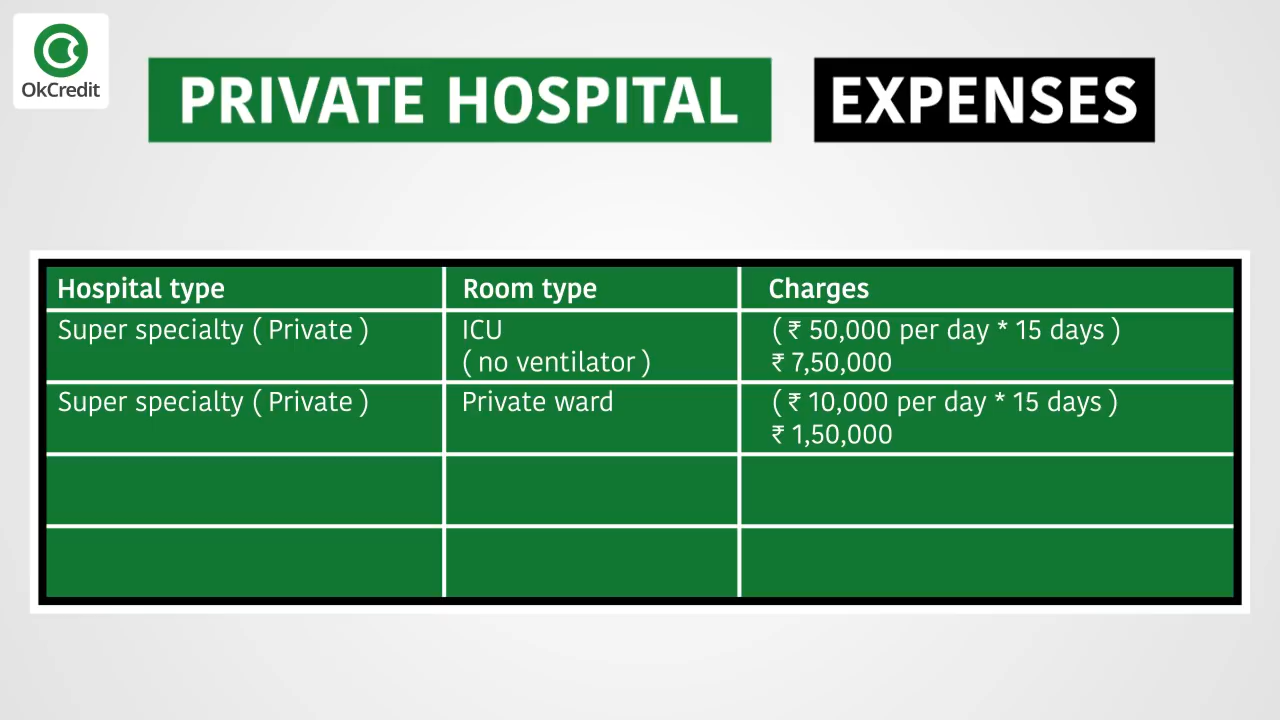 OkCredit
PRIVATE HOSPITAL EXPENSES
Hospital type Room type Charges
Super specialty ( Private ) ICU ( ₹ 50,000 per day * 15 days )
( no ventilator ) ₹ 7,50,000
Super specialty ( Private ) Private ward ( ₹ 10,000 per day * 15 days )
₹ 1,50,000